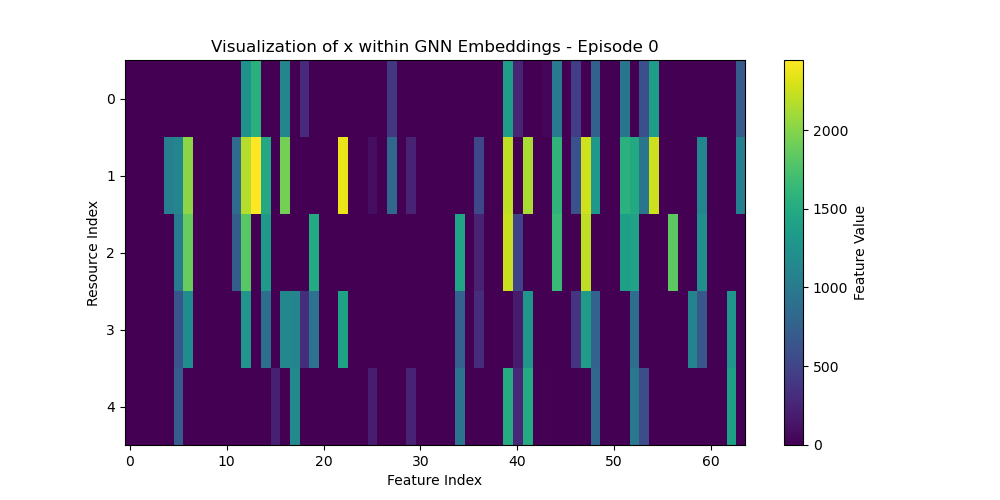 Visualization of x within GNN Embeddings - Episode 0
Resource Index
0
1
2
3
4
0 10 20 30 40 50 60
Feature Index
2000
1500
1000
500
0
Feature Value